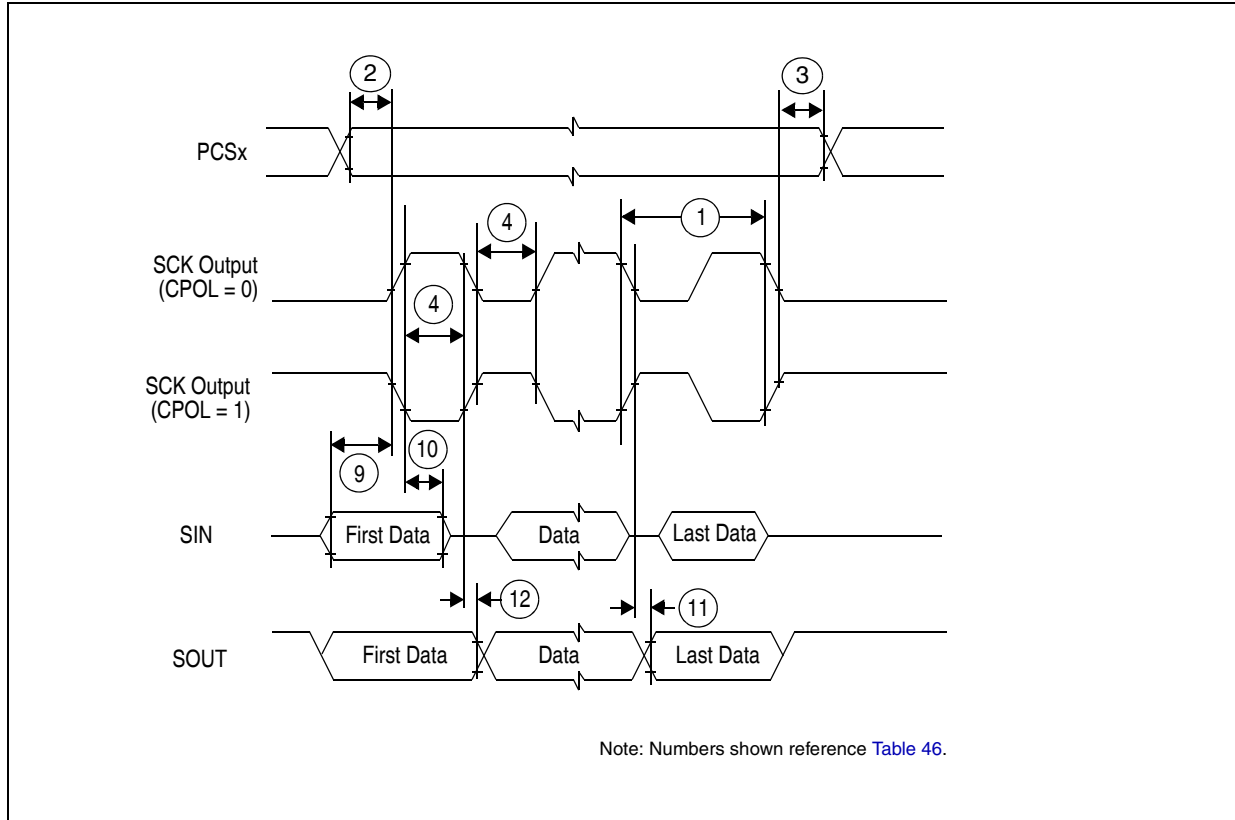 2
3
PCSx
1
4
SCK Output
(CPOL = 0)
4
SCK Output
(CPOL = 1)
10
9
SIN
First Data
Data
Last Data
12
11
SOUT
First Data
Data
Last Data
Note: Numbers shown reference Table 46.